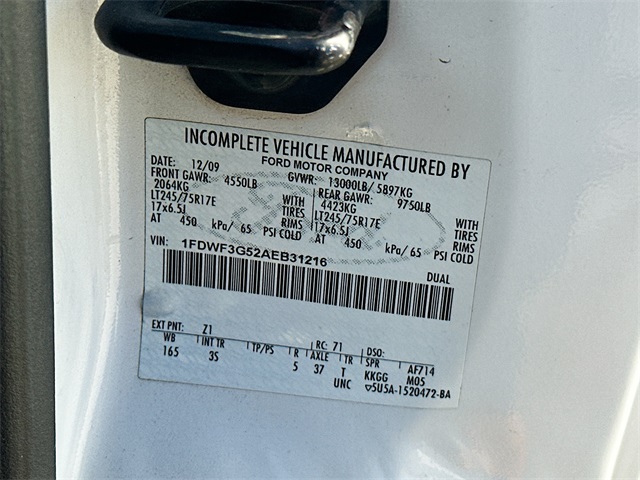 INCOMPLETE VEHICLE MANUFACTURED BY
FORD MOTOR COMPANY
DATE: 12/09 GVWR: 13000LB/ 5897KG
FRONT GAWR: 4550LB REAR GAWR: 9750LB
2064KG WITH 4423KG WITH
LT245/75R17E TIRES LT245/75R17E TIRES
17x6.5J RIMS 17x6.5J RIMS
AT 450 kPa/ 65 PSI COLD AT 450 kPa/ 65 PSI COLD
VIN: 1FDWF3G52AEB31216 DUAL
EXT PNT: Z1 RC: 71 DSO:
WB INT TR TP/PS R AXLE TR SPR AF714
165 3S 5 37 T KKGG M05
UNC ▽5U5A-1520472-BA